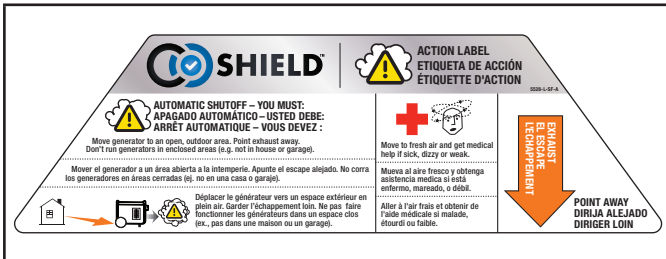 CO SHIELD™
ACTION LABEL
ETIQUETA DE ACCIÓN
ÉTIQUETTE D'ACTION
5528-L-SF-A
AUTOMATIC SHUTOFF – YOU MUST:
APAGADO AUTOMÁTICO – USTED DEBE:
ARRÊT AUTOMATIQUE – VOUS DEVEZ :
Move generator to an open, outdoor area. Point exhaust away.
Don't run generators in enclosed areas (e.g. not in house or garage).
Mover el generador a un área abierta a la intemperie. Apunte el escape alejado. No corra
los generadores en áreas cerradas (ej. no en una casa o garaje).
Déplacer le générateur vers un espace extérieur en
plein air. Garder l'échappement loin. Ne pas faire
fonctionner les générateurs dans un espace clos
(ex., pas dans une maison ou un garage).
Move to fresh air and get medical
help if sick, dizzy or weak.
Mueva al aire fresco y obtenga
asistencia medica si está
enfermo, mareado, o débil.
Aller à l'air frais et obtenir de
l'aide médicale si malade,
étourdi ou faible.
EXHAUST
EL ESCAPE
L'ÉCHAPPEMENT
POINT AWAY
DIRIJA ALEJADO
DIRIGER LOIN